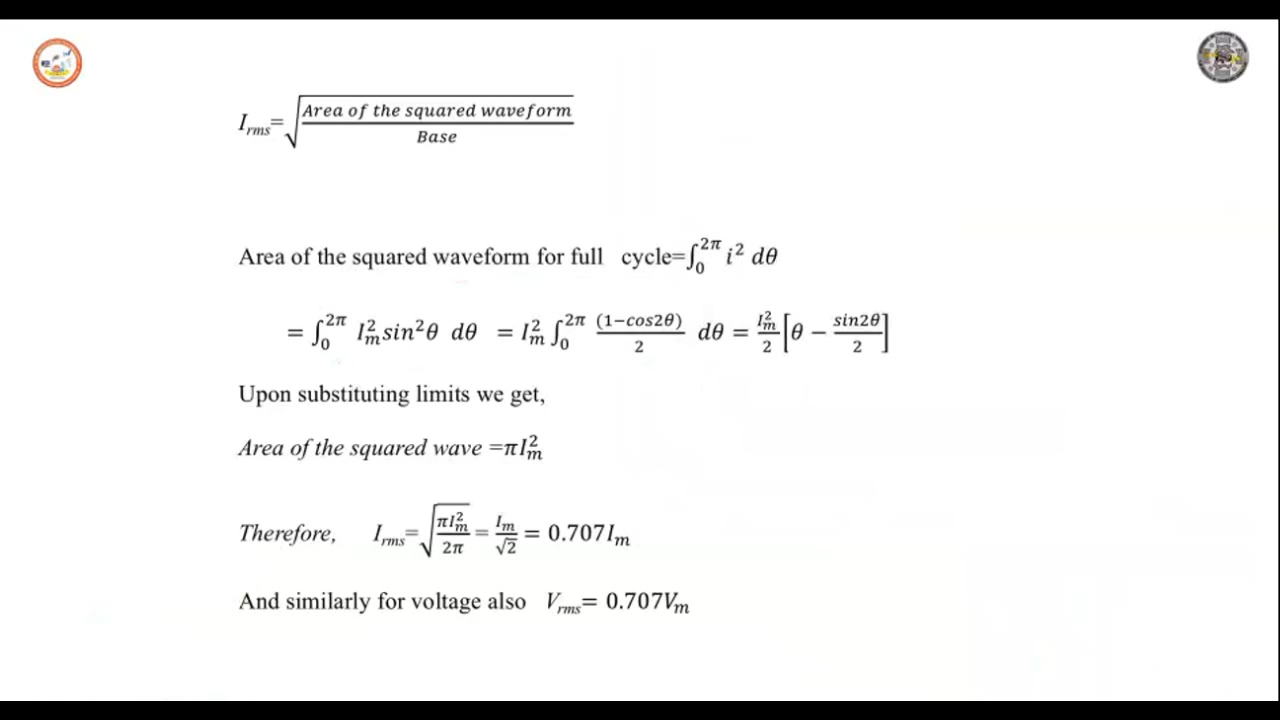 I_rms=√(Area of the squared waveform / Base)
Area of the squared waveform for full cycle=∫₀^2π i² dθ
= ∫₀^2π I_m² sin²θ dθ = I_m² ∫₀^2π (1−cos2θ)/2 dθ = I_m²/2 [θ − sin2θ/2]
Upon substituting limits we get,
Area of the squared wave =πI_m²
Therefore, I_rms=√(πI_m²/2π) = I_m/√2 = 0.707I_m
And similarly for voltage also V_rms= 0.707V_m